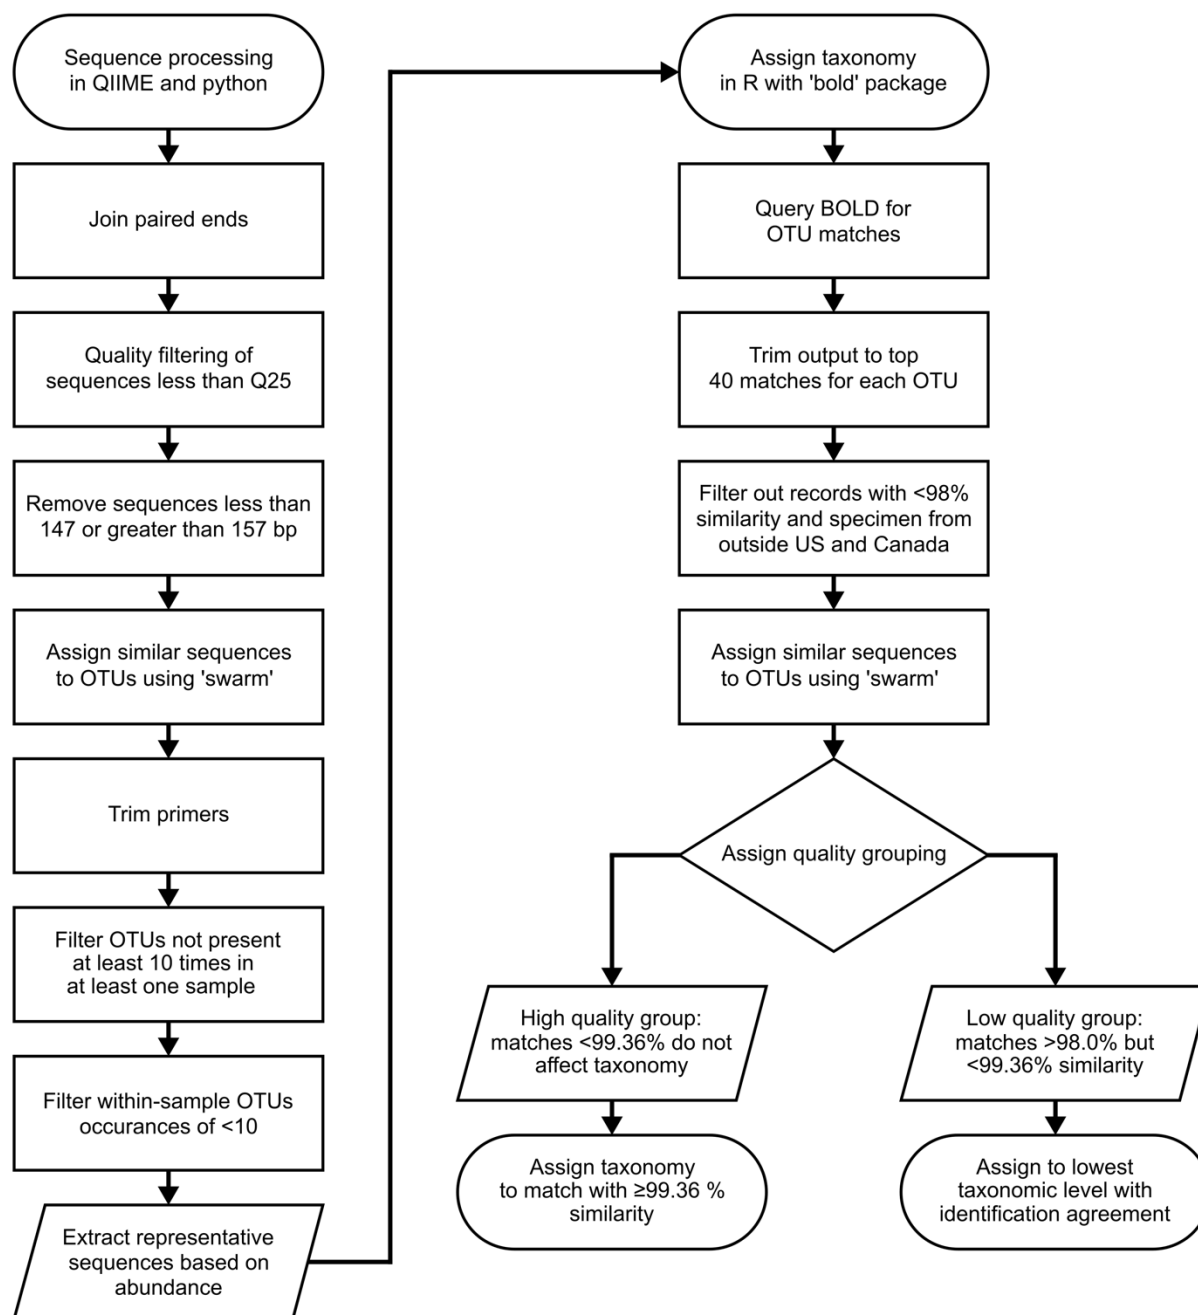 Sequence processing
in QIIME and python
Join paired ends
Quality filtering of
sequences less than Q25
Remove sequences less than
147 or greater than 157 bp
Assign similar sequences
to OTUs using 'swarm'
Trim primers
Filter OTUs not present
at least 10 times in
at least one sample
Filter within-sample OTUs
occurances of <10
Extract representative
sequences based on
abundance
Assign taxonomy
in R with 'bold' package
Query BOLD for
OTU matches
Trim output to top
40 matches for each OTU
Filter out records with <98%
similarity and specimen from
outside US and Canada
Assign similar sequences
to OTUs using 'swarm'
Assign quality grouping
High quality group:
matches <99.36% do not
affect taxonomy
Assign taxonomy
to match with ≥99.36 %
similarity
Low quality group:
matches >98.0% but
<99.36% similarity
Assign to lowest
taxonomic level with
identification agreement